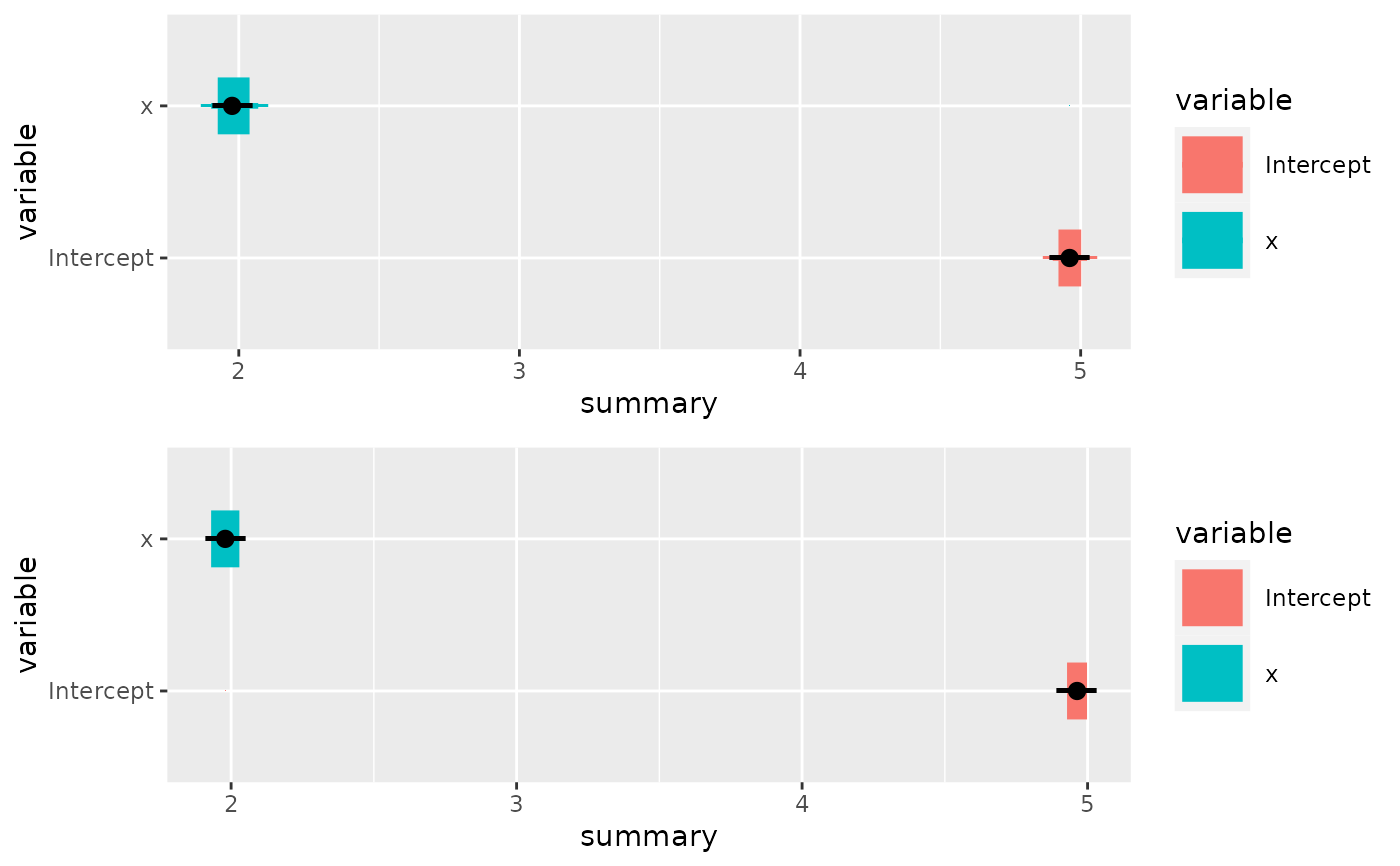 variable
x
Intercept
2 3 4 5
summary
variable
Intercept
x
variable
x
Intercept
2 3 4 5
summary
variable
Intercept
x